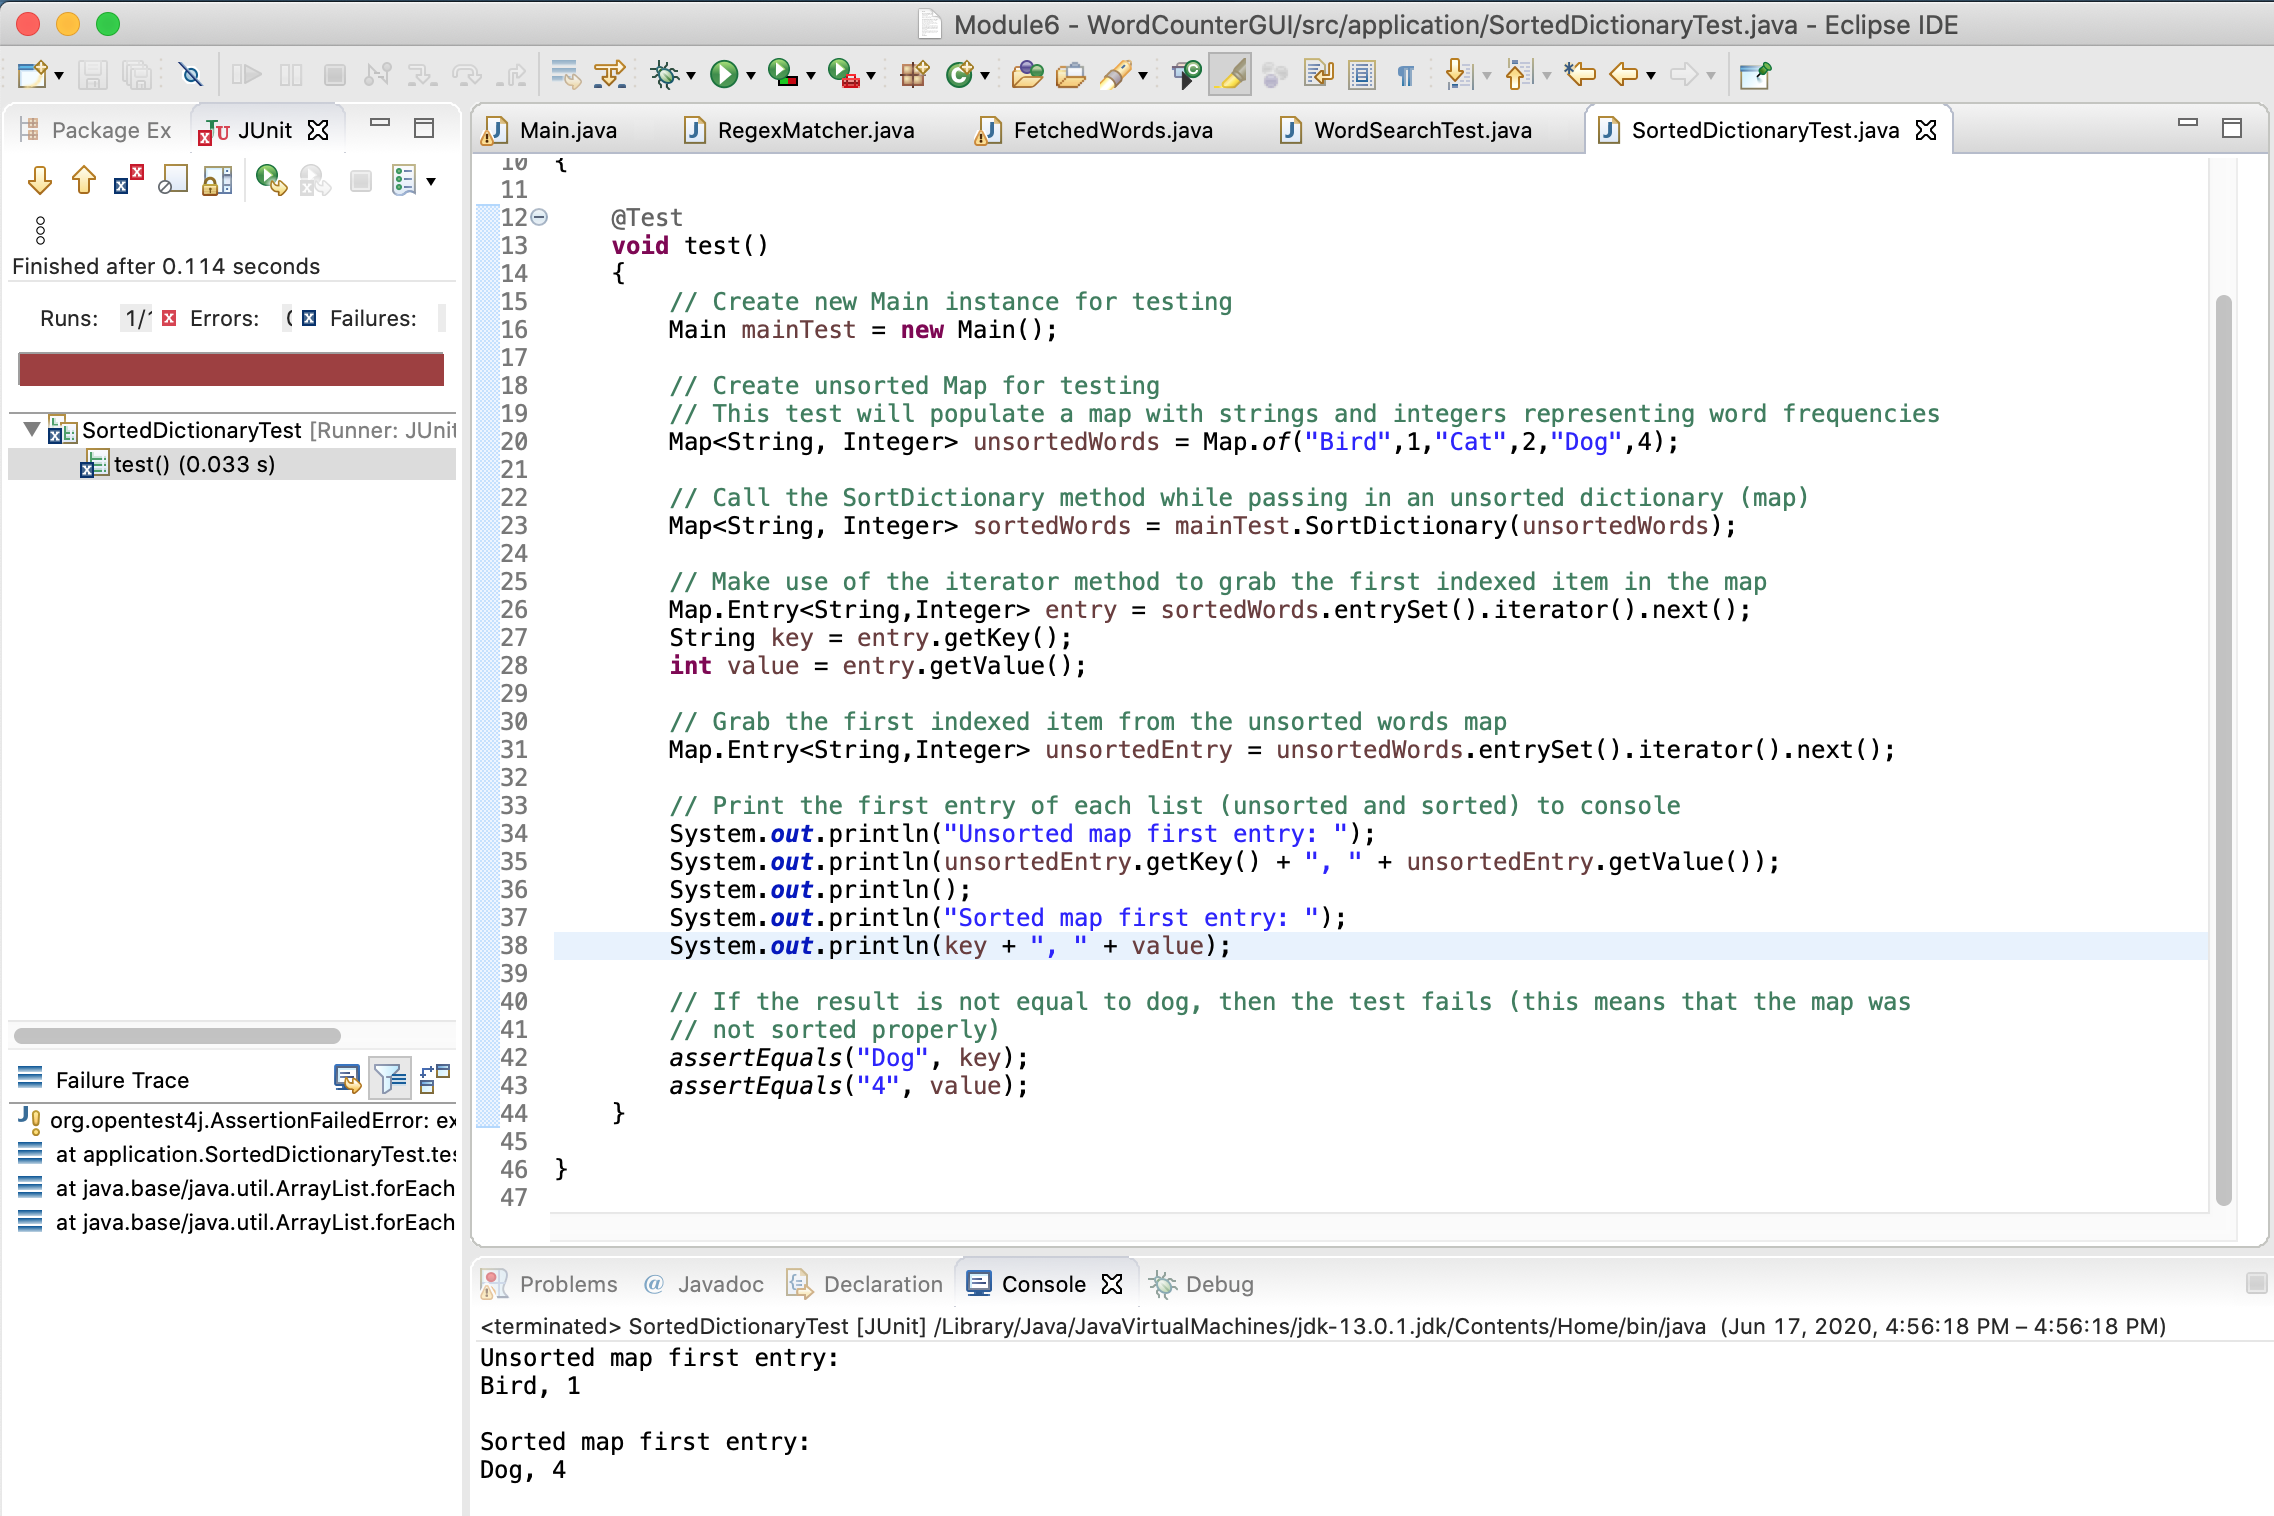 Module6 - WordCounterGUI/src/application/SortedDictionaryTest.java - Eclipse IDE
Package Ex
JUnit
Main.java
RegexMatcher.java
FetchedWords.java
WordSearchTest.java
SortedDictionaryTest.java
Finished after 0.114 seconds
Runs: 1/1 Errors: Failures:
SortedDictionaryTest [Runner: JUnit
test() (0.033 s)
Failure Trace
org.opentest4j.AssertionFailedError: ex
at application.SortedDictionaryTest.tes
at java.base/java.util.ArrayList.forEach
at java.base/java.util.ArrayList.forEach
10 {
11
12 @Test
13     void test()
14     {
15         // Create new Main instance for testing
16         Main mainTest = new Main();
17
18         // Create unsorted Map for testing
19         // This test will populate a map with strings and integers representing word frequencies
20         Map<String, Integer> unsortedWords = Map.of("Bird",1,"Cat",2,"Dog",4);
21
22         // Call the SortDictionary method while passing in an unsorted dictionary (map)
23         Map<String, Integer> sortedWords = mainTest.SortDictionary(unsortedWords);
24
25         // Make use of the iterator method to grab the first indexed item in the map
26         Map.Entry<String,Integer> entry = sortedWords.entrySet().iterator().next();
27         String key = entry.getKey();
28         int value = entry.getValue();
29
30         // Grab the first indexed item from the unsorted words map
31         Map.Entry<String,Integer> unsortedEntry = unsortedWords.entrySet().iterator().next();
32
33         // Print the first entry of each list (unsorted and sorted) to console
34         System.out.println("Unsorted map first entry: ");
35         System.out.println(unsortedEntry.getKey() + ", " + unsortedEntry.getValue());
36         System.out.println();
37         System.out.println("Sorted map first entry: ");
38         System.out.println(key + ", " + value);
39
40         // If the result is not equal to dog, then the test fails (this means that the map was
41         // not sorted properly)
42         assertEquals("Dog", key);
43         assertEquals("4", value);
44     }
45
46 }
47
Problems
Javadoc
Declaration
Console
Debug
<terminated> SortedDictionaryTest [JUnit] /Library/Java/JavaVirtualMachines/jdk-13.0.1.jdk/Contents/Home/bin/java (Jun 17, 2020, 4:56:18 PM – 4:56:18 PM)
Unsorted map first entry:
Bird, 1

Sorted map first entry:
Dog, 4